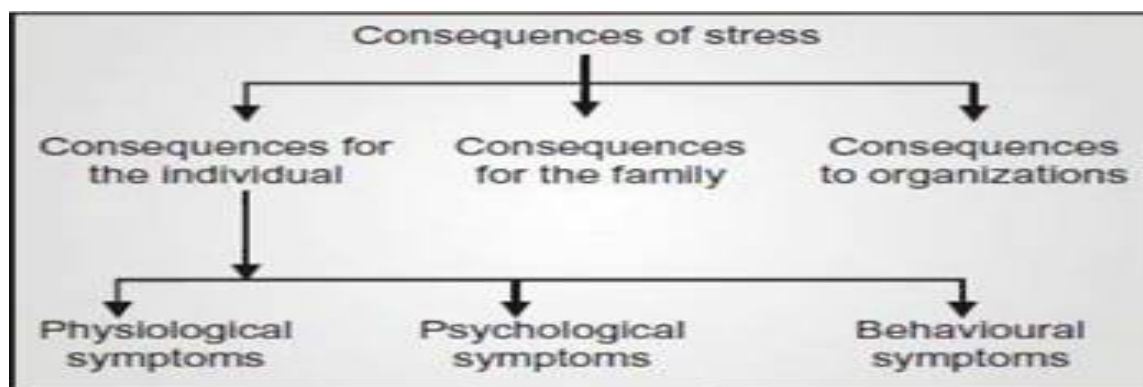 Consequences of stress
Consequences for
the individual
Consequences
for the family
Consequences
to organizations
Physiological
symptoms
Psychological
symptoms
Behavioural
symptoms